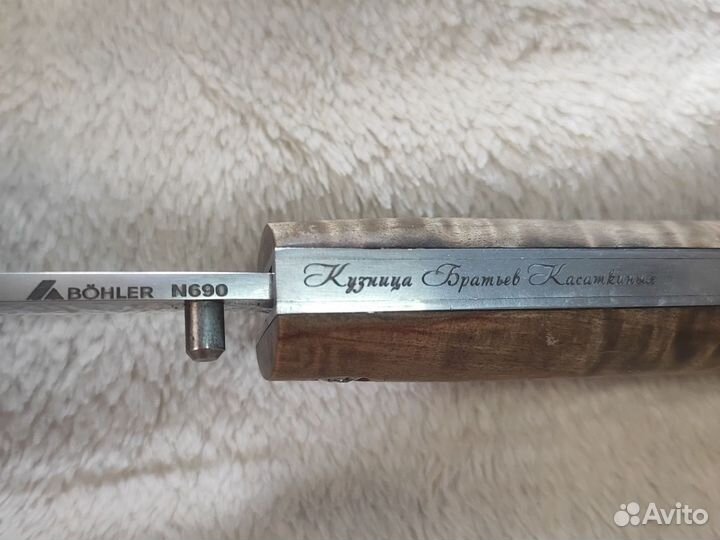 BÖHLER N690
Кузница Братьев Касаткиных
Avito